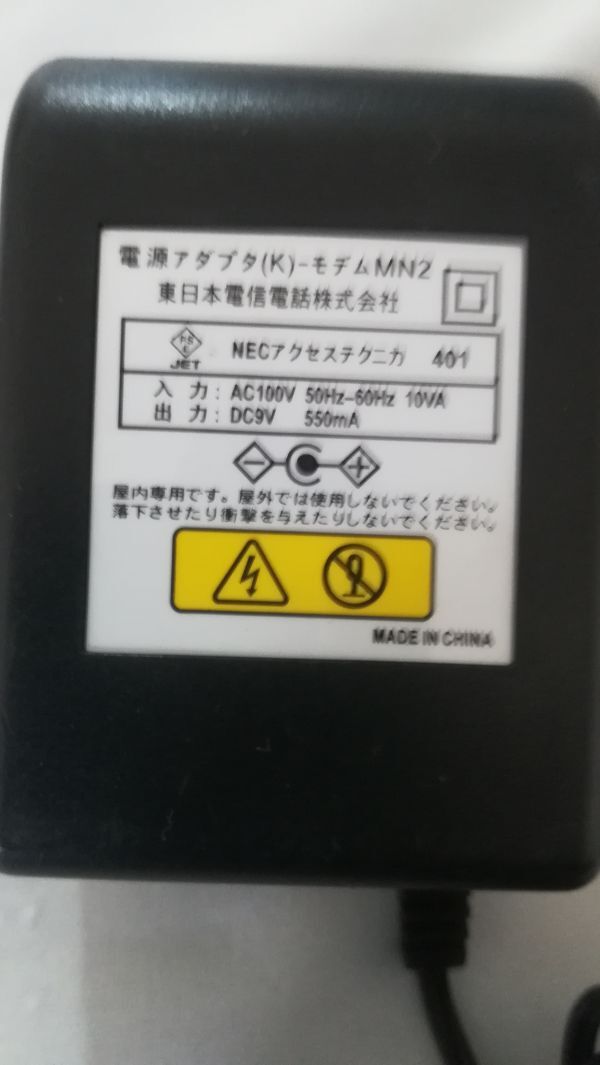 電源アダプタ(K)-モデムMN2
東日本電信電話株式会社
PSE
JET
NECアクセステクニカ 401
入力:AC100V 50Hz-60Hz 10VA
出力:DC9V 550mA
屋内専用です。屋外では使用しないでください。
落下させたり衝撃を与えたりしないでください。
MADE IN CHINA